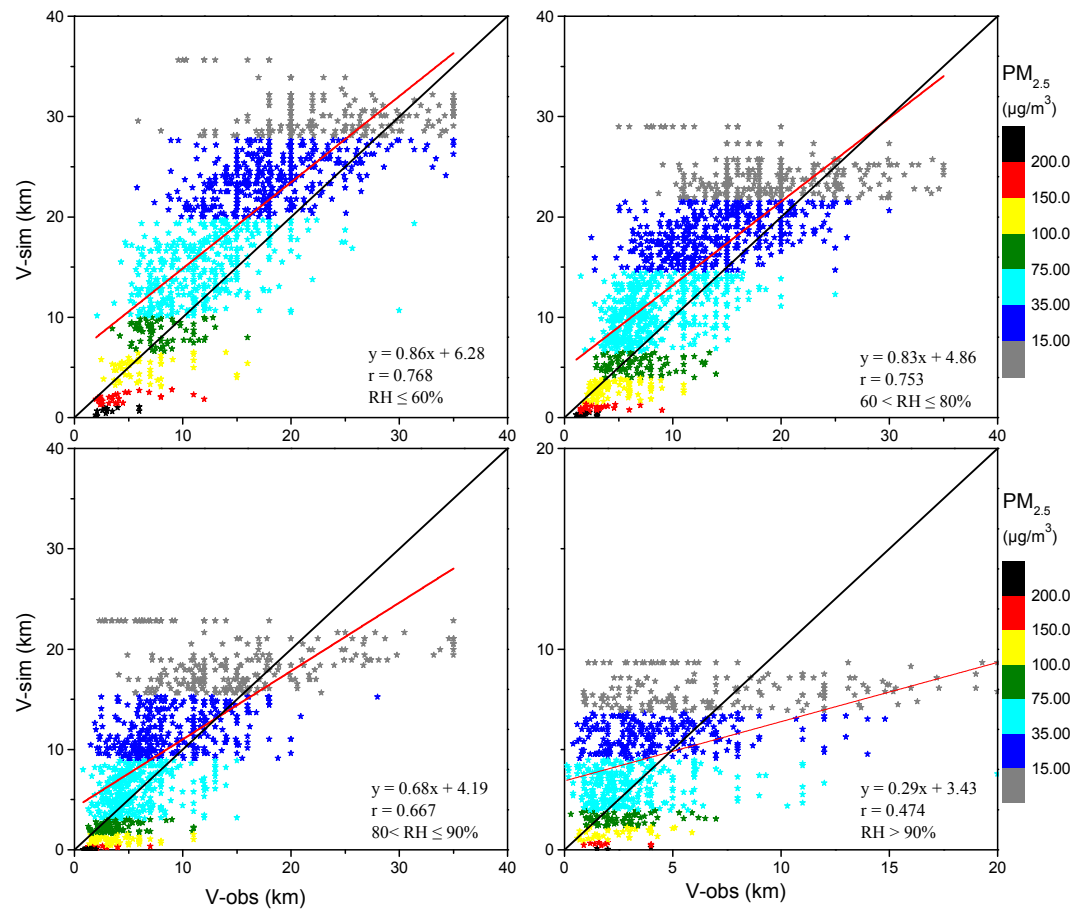 40
30
20
10
0
V-sim (km)
0 10 20 30 40
y = 0.86x + 6.28
r = 0.768
RH ≤ 60%
40
30
20
10
0
0 10 20 30 40
y = 0.83x + 4.86
r = 0.753
60 < RH ≤ 80%
PM2.5
(µg/m³)
200.0
150.0
100.0
75.00
35.00
15.00
40
30
20
10
0
V-sim (km)
0 10 20 30 40
V-obs (km)
y = 0.68x + 4.19
r = 0.667
80< RH ≤ 90%
20
10
0
0 5 10 15 20
V-obs (km)
y = 0.29x + 3.43
r = 0.474
RH > 90%
PM2.5
(µg/m³)
200.0
150.0
100.0
75.00
35.00
15.00